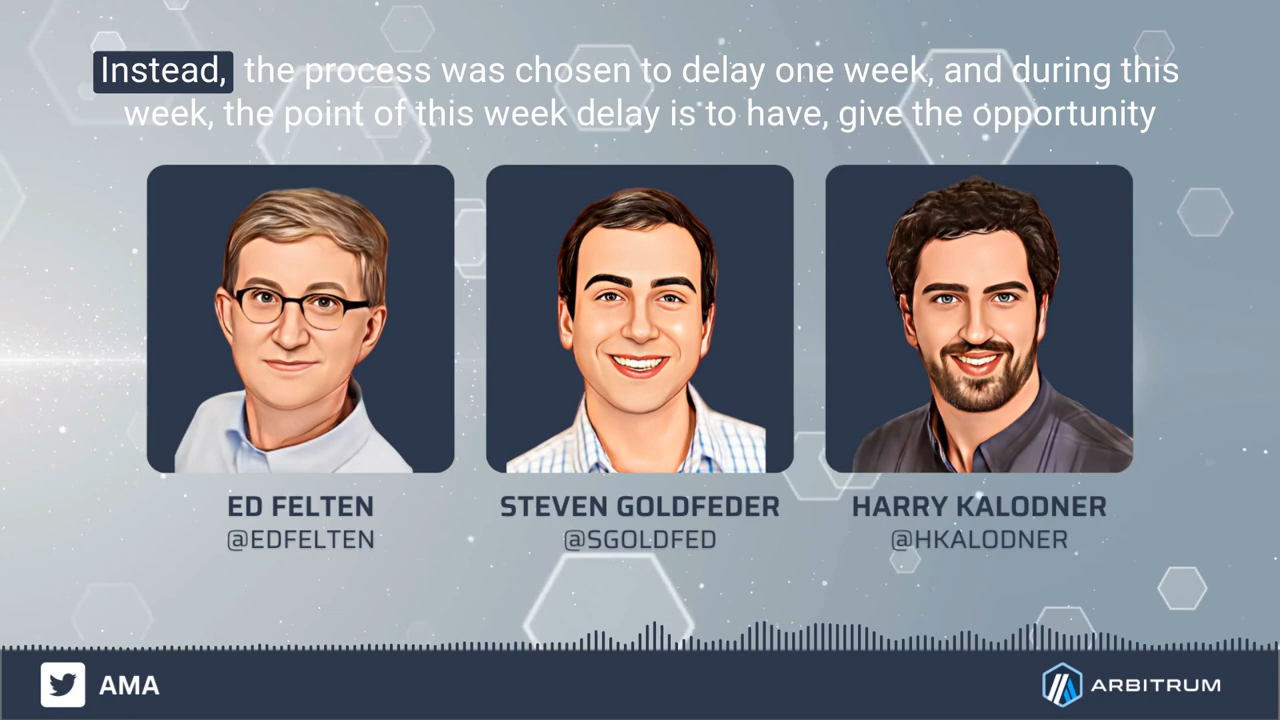 Instead, the process was chosen to delay one week, and during this
week, the point of this week delay is to have, give the opportunity
ED FELTEN
@EDFELTEN
STEVEN GOLDFEDER
@SGOLDFED
HARRY KALODNER
@HKALODNER
AMA
ARBITRUM